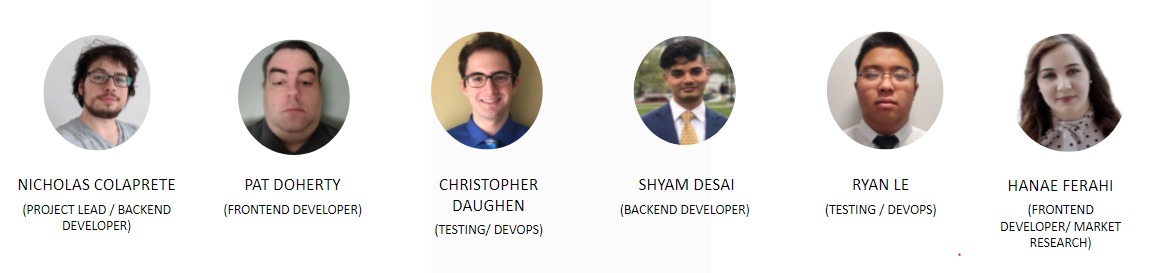 NICHOLAS COLAPRETE
(PROJECT LEAD / BACKEND
DEVELOPER)
PAT DOHERTY
(FRONTEND DEVELOPER)
CHRISTOPHER
DAUGHEN
(TESTING/ DEVOPS)
SHYAM DESAI
(BACKEND DEVELOPER)
RYAN LE
(TESTING / DEVOPS)
HANAE FERAHI
(FRONTEND
DEVELOPER/ MARKET
RESEARCH)